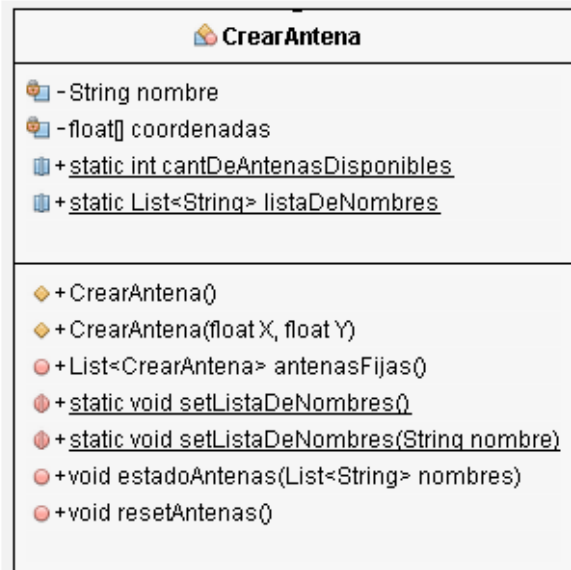 CrearAntena
-String nombre
-float[] coordenadas
+static int cantDeAntenasDisponibles
+static List<String> listaDeNombres
+CrearAntena()
+CrearAntena(float X, float Y)
+List<CrearAntena> antenasFijas()
+static void setListaDeNombres()
+static void setListaDeNombres(String nombre)
+void estadoAntenas(List<String> nombres)
+void resetAntenas()